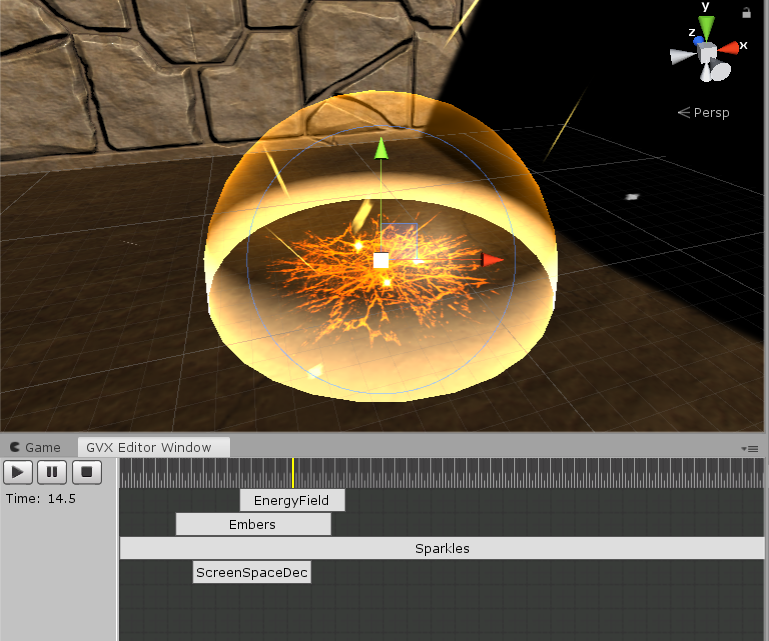 y
z
x
Persp
Game
GVX Editor Window
Time: 14.5
EnergyField
Embers
Sparkles
ScreenSpaceDec